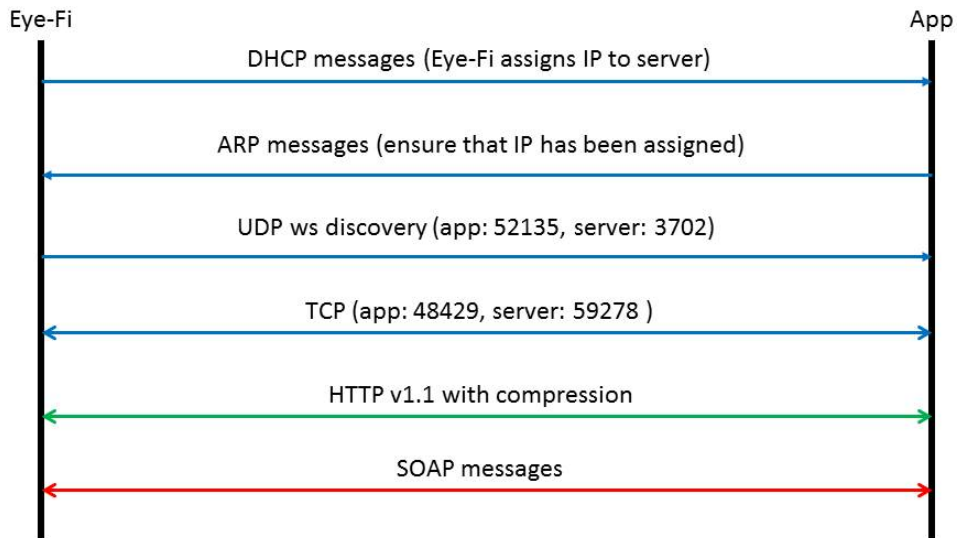 Eye-Fi
App
DHCP messages (Eye-Fi assigns IP to server)
ARP messages (ensure that IP has been assigned)
UDP ws discovery (app: 52135, server: 3702)
TCP (app: 48429, server: 59278 )
HTTP v1.1 with compression
SOAP messages